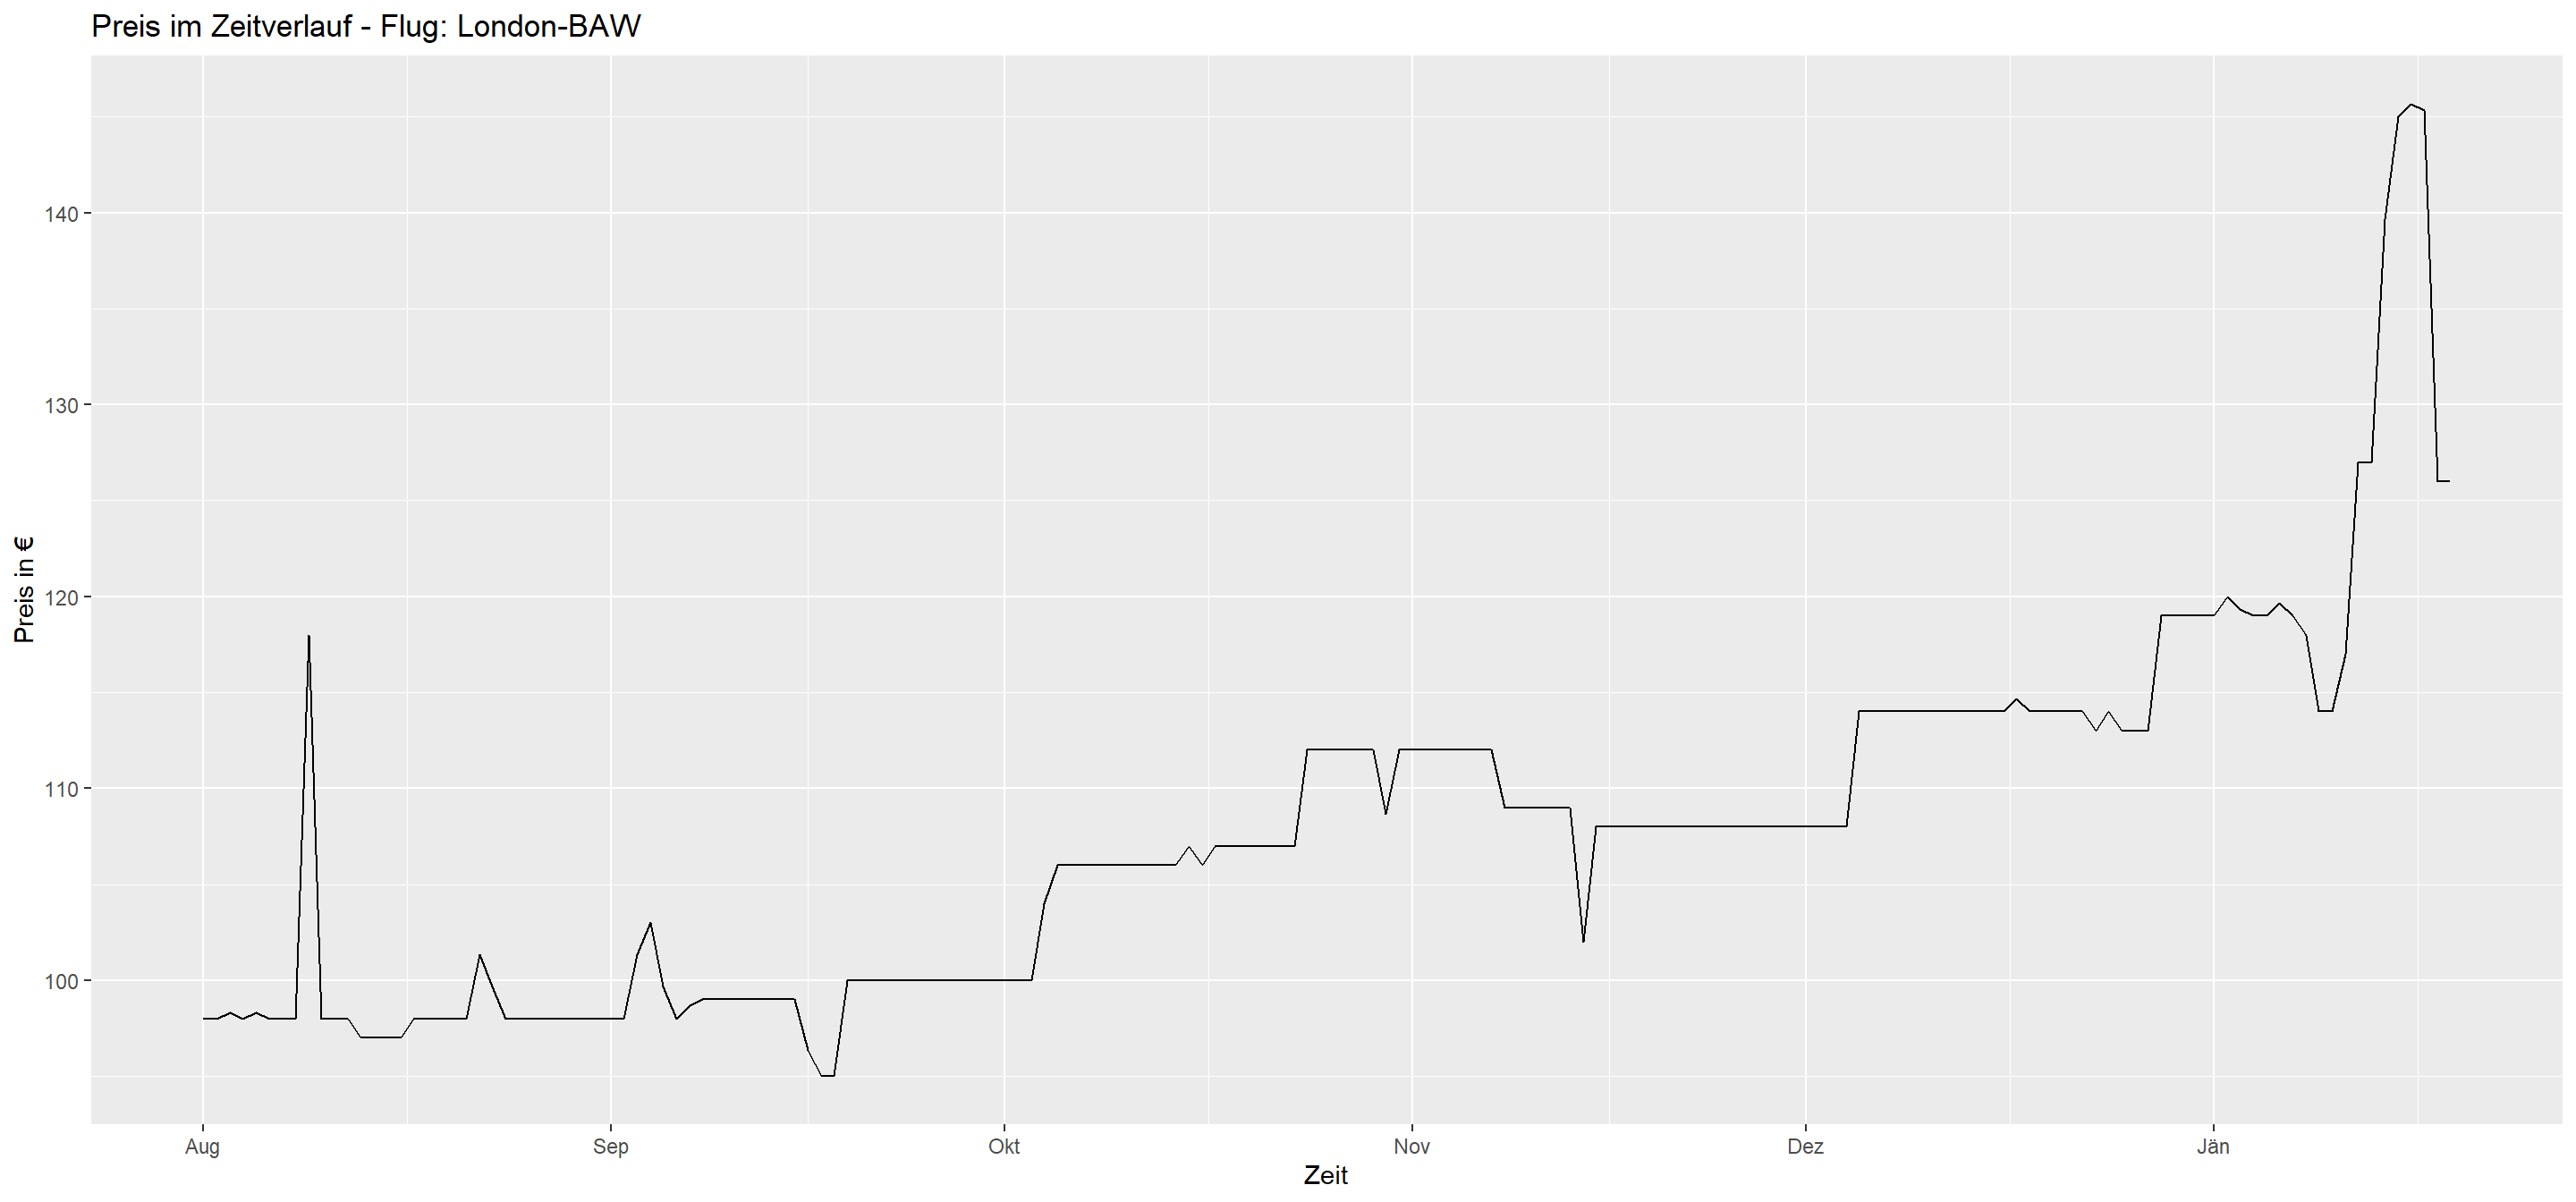 Preis im Zeitverlauf - Flug: London-BAW
Preis in €
140
130
120
110
100
Aug Sep Okt Nov Dez Jän
Zeit